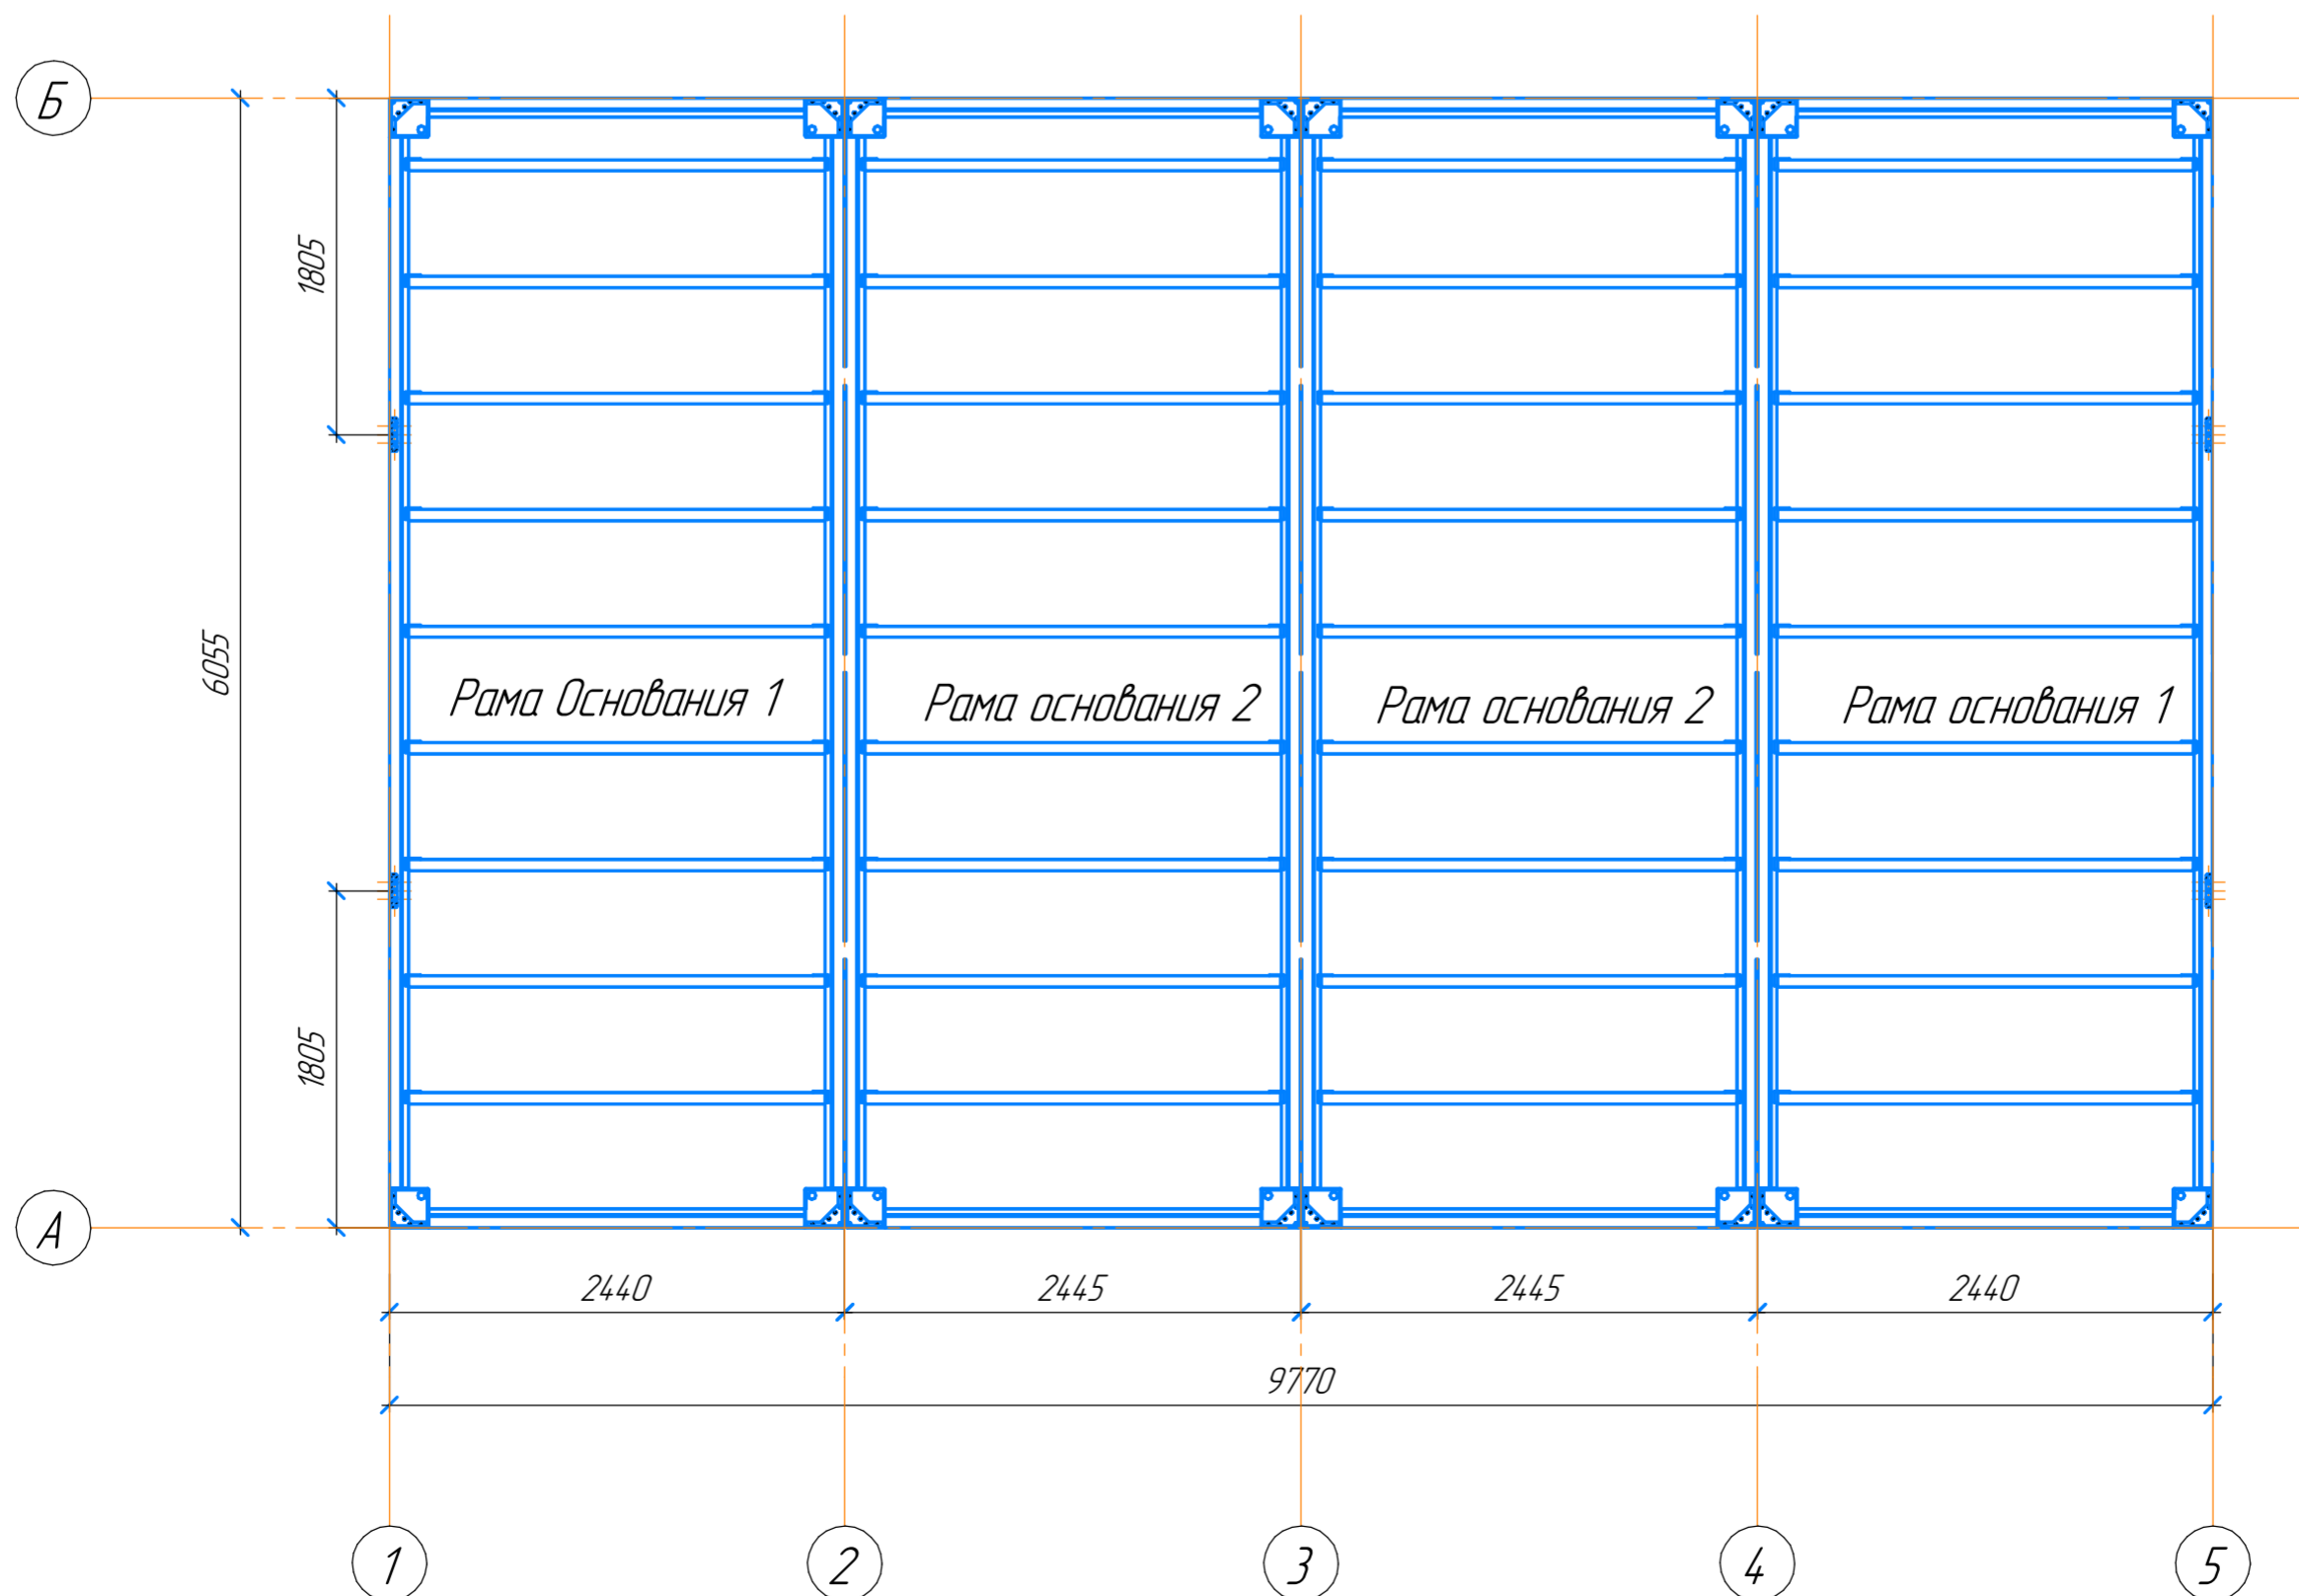 Б
1805
6055
Рама Основания 1
Рама основания 2
Рама основания 2
Рама основания 1
1805
А
2440
2445
2445
2440
9770
1
2
3
4
5